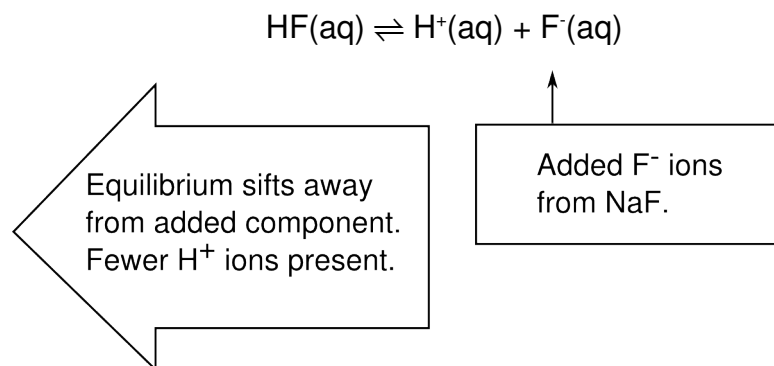 HF(aq) ⇌ H⁺(aq) + F⁻(aq)
Equilibrium sifts away
from added component.
Fewer H⁺ ions present.
Added F⁻ ions
from NaF.